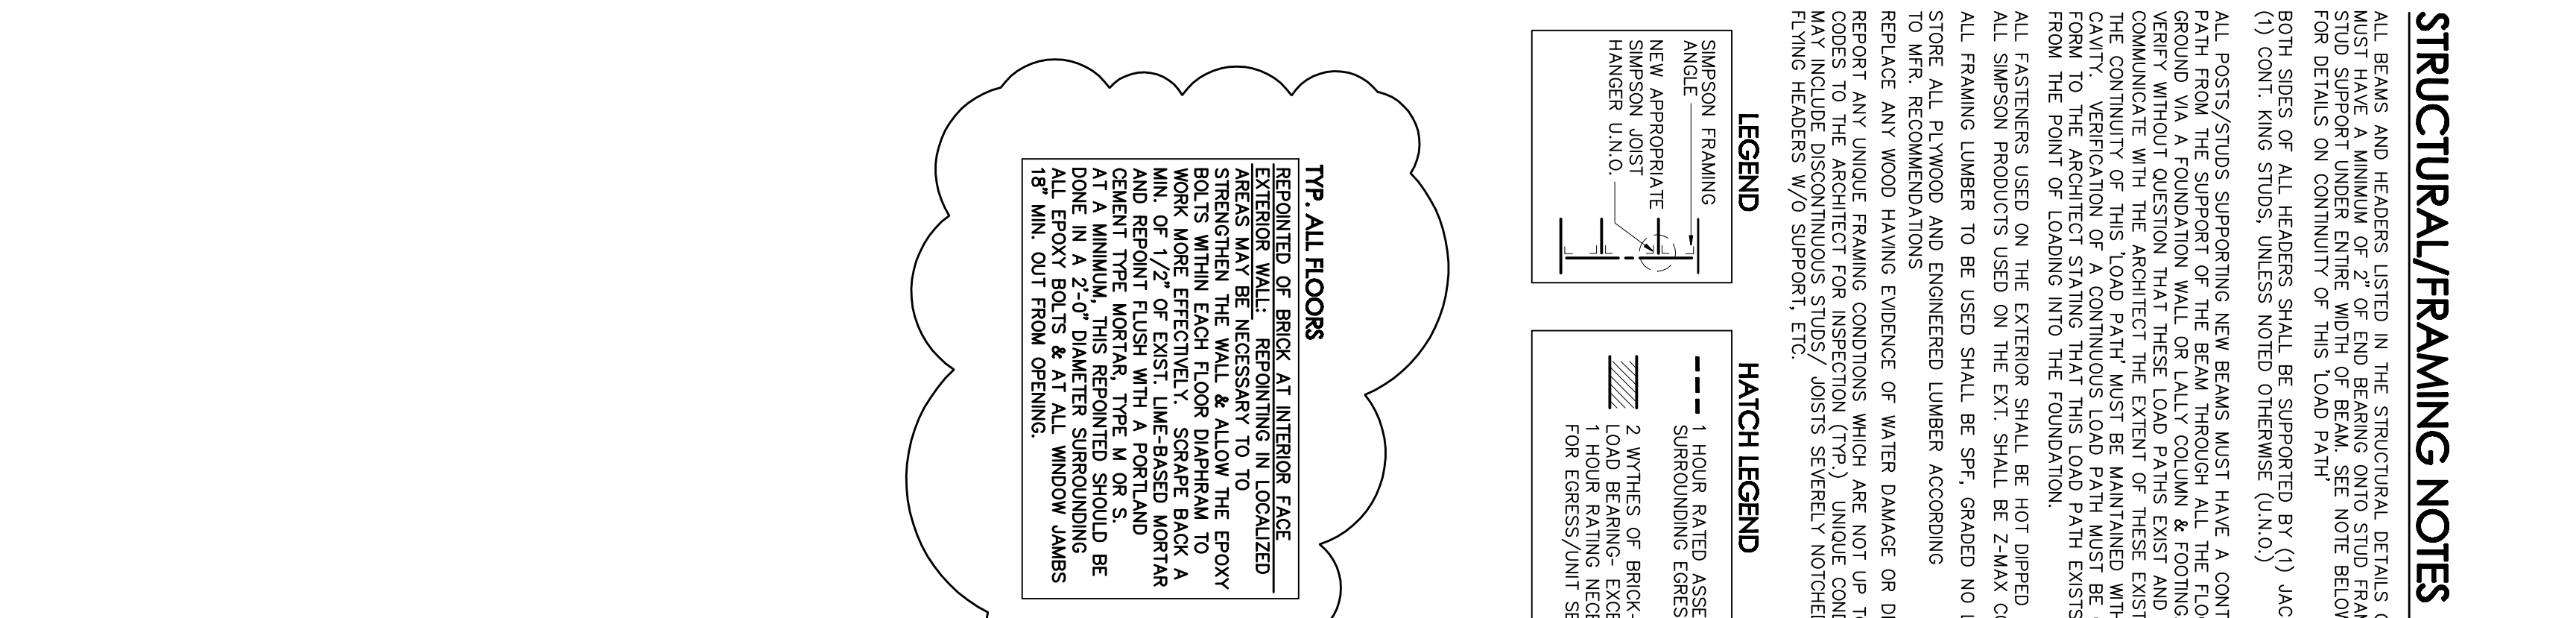 STRUCTURAL/FRAMING NOTES
ALL BEAMS AND HEADERS LISTED IN THE STRUCTURAL DETAILS
MUST HAVE A MINIMUM OF 2" OF END BEARING ONTO STUD
STUD SUPPORT UNDER ENTIRE WIDTH OF BEAM. SEE NOTE BELOW
FOR DETAILS ON CONTINUITY OF THIS 'LOAD PATH'
BOTH SIDES OF ALL HEADERS SHALL BE SUPPORTED BY (1)
(1) CONT. KING STUDS, UNLESS NOTED OTHERWISE (U.N.O.)
ALL POSTS/STUDS SUPPORTING NEW BEAMS MUST HAVE A
PATH FROM THE SUPPORT OF THE BEAM THROUGH ALL THE
GROUND VIA A FOUNDATION WALL OR LALLY COLUMN & FOOTING.
VERIFY WITHOUT QUESTION THAT THESE LOAD PATHS EXIST AND
COMMUNICATE WITH THE ARCHITECT THE EXTENT OF THESE
THE CONTINUITY OF THIS 'LOAD PATH' MUST BE MAINTAINED
CAVITY. VERIFICATION OF A CONTINUOUS LOAD PATH MUST BE
FORM TO THE ARCHITECT STATING THAT THIS LOAD PATH EXISTS
FROM THE POINT OF LOADING INTO THE FOUNDATION.
ALL FASTENERS USED ON THE EXTERIOR SHALL BE HOT DIPPED
ALL SIMPSON PRODUCTS USED ON THE EXT. SHALL BE Z-MAX
ALL FRAMING LUMBER TO BE USED SHALL BE SPF, GRADED NO
STORE ALL PLYWOOD AND ENGINEERED LUMBER ACCORDING
TO MFR. RECOMMENDATIONS
REPLACE ANY WOOD HAVING EVIDENCE OF WATER DAMAGE OR
REPORT ANY UNIQUE FRAMING CONDTIONS WHICH ARE NOT UP
CODES TO THE ARCHITECT FOR INSPECTION (TYP.) UNIQUE
MAY INCLUDE DISCONTINUOUS STUDS/ JOISTS SEVERELY NOTCHED
FLYING HEADERS W/O SUPPORT, ETC.
LEGEND
SIMPSON FRAMING
ANGLE
NEW APPROPRIATE
SIMPSON JOIST
HANGER U.N.O.
HATCH LEGEND
1 HOUR RATED
SURROUNDING
2 WYTHES OF BRICK-
LOAD BEARING-
1 HOUR RATING
FOR EGRESS/UNIT
TYP. ALL FLOORS
REPOINTED OF BRICK AT INTERIOR FACE
EXTERIOR WALL: REPOINTING IN LOCALIZED
AREAS MAY BE NECESSARY TO TO
STRENGTHEN THE WALL & ALLOW THE EPOXY
BOLTS WITHIN EACH FLOOR DIAPHRAM TO
WORK MORE EFFECTIVELY. SCRAPE BACK A
MIN. OF 1/2" OF EXIST. LIME-BASED MORTAR
AND REPOINT FLUSH WITH A PORTLAND
CEMENT TYPE MORTAR, TYPE M OR S.
AT A MINIMUM, THIS REPOINTED SHOULD BE
DONE IN A 2'-0" DIAMETER SURROUNDING
ALL EPOXY BOLTS & AT ALL WINDOW JAMBS
18" MIN. OUT FROM OPENING.